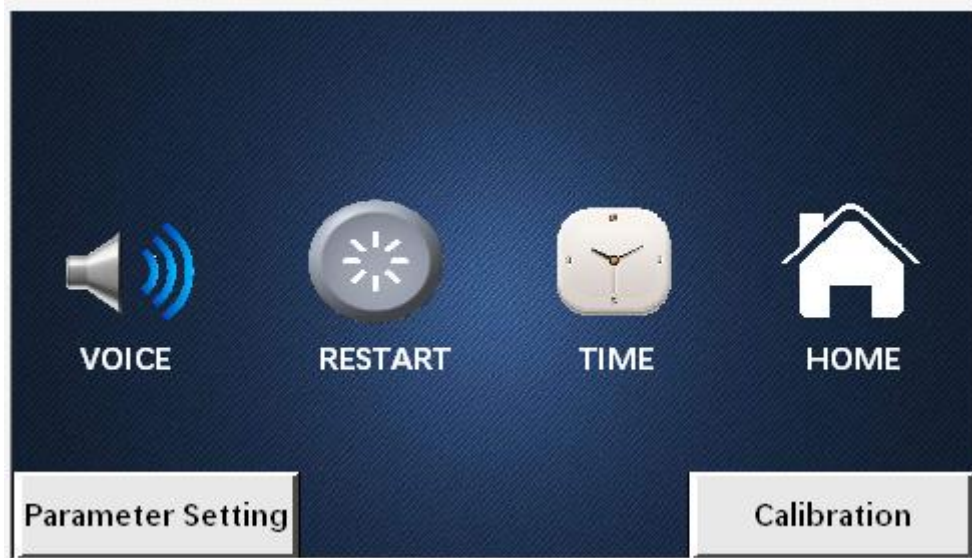 VOICE
RESTART
TIME
HOME
Parameter Setting
Calibration